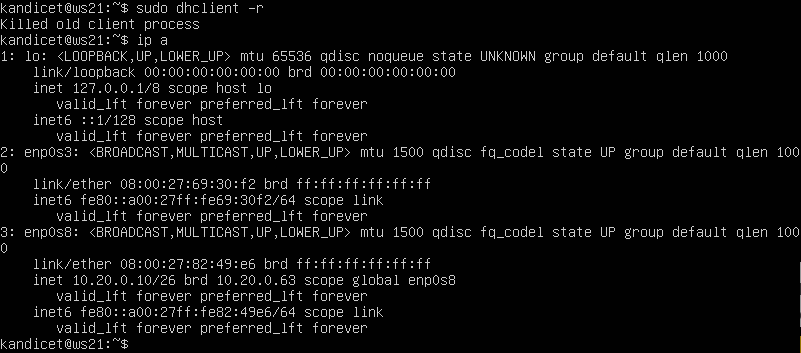 kandicet@ws21:~$ sudo dhclient -r
Killed old client process
kandicet@ws21:~$ ip a
1: lo: <LOOPBACK,UP,LOWER_UP> mtu 65536 qdisc noqueue state UNKNOWN group default qlen 1000
    link/loopback 00:00:00:00:00:00 brd 00:00:00:00:00:00
    inet 127.0.0.1/8 scope host lo
       valid_lft forever preferred_lft forever
    inet6 ::1/128 scope host
       valid_lft forever preferred_lft forever
2: enp0s3: <BROADCAST,MULTICAST,UP,LOWER_UP> mtu 1500 qdisc fq_codel state UP group default qlen 100
0
    link/ether 08:00:27:69:30:f2 brd ff:ff:ff:ff:ff:ff
    inet6 fe80::a00:27ff:fe69:30f2/64 scope link
       valid_lft forever preferred_lft forever
3: enp0s8: <BROADCAST,MULTICAST,UP,LOWER_UP> mtu 1500 qdisc fq_codel state UP group default qlen 100
0
    link/ether 08:00:27:82:49:e6 brd ff:ff:ff:ff:ff:ff
    inet 10.20.0.10/26 brd 10.20.0.63 scope global enp0s8
       valid_lft forever preferred_lft forever
    inet6 fe80::a00:27ff:fe82:49e6/64 scope link
       valid_lft forever preferred_lft forever
kandicet@ws21:~$